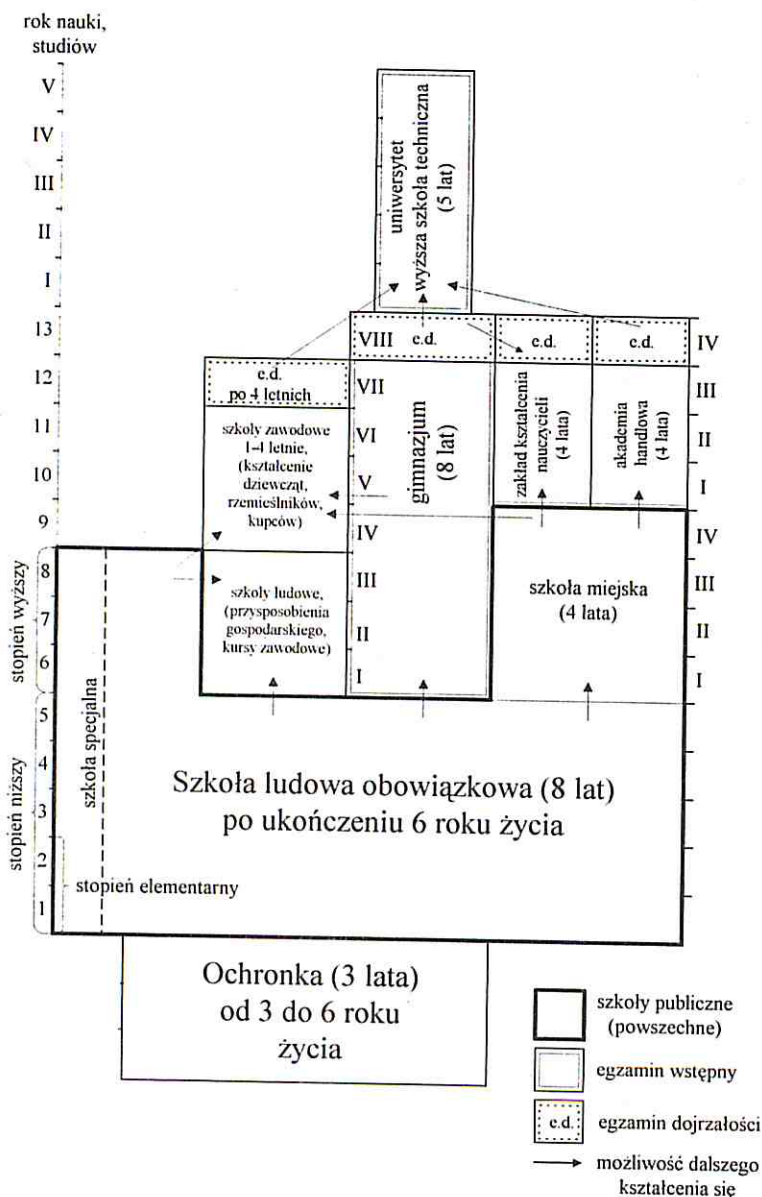 rok nauki,
studiów
V
IV
III
II
I
13
12
11
10
9
8
7
6
5
4
3
2
1
stopień wyższy
stopień niższy
szkoła specjalna
stopień elementarny
uniwersytet
wyższa szkoła techniczna
(5 lat)
e.d.
po 4 letnich
szkoły zawodowe
1-4 letnie,
(kształcenie
dziewcząt,
rzemieślników,
kupców)
szkoły ludowe,
(przysposobienia
gospodarskiego,
kursy zawodowe)
VIII
e.d.
VII
VI
V
IV
III
II
I
gimnazjum
(8 lat)
e.d.
zakład kształcenia
nauczycieli
(4 lata)
e.d.
akademia
handlowa
(4 lata)
IV
III
II
I
szkoła miejska
(4 lata)
IV
III
II
I
Szkoła ludowa obowiązkowa (8 lat)
po ukończeniu 6 roku życia
Ochronka (3 lata)
od 3 do 6 roku
życia
szkoły publiczne
(powszechne)
egzamin wstępny
e.d.
egzamin dojrzałości
możliwość dalszego
kształcenia się